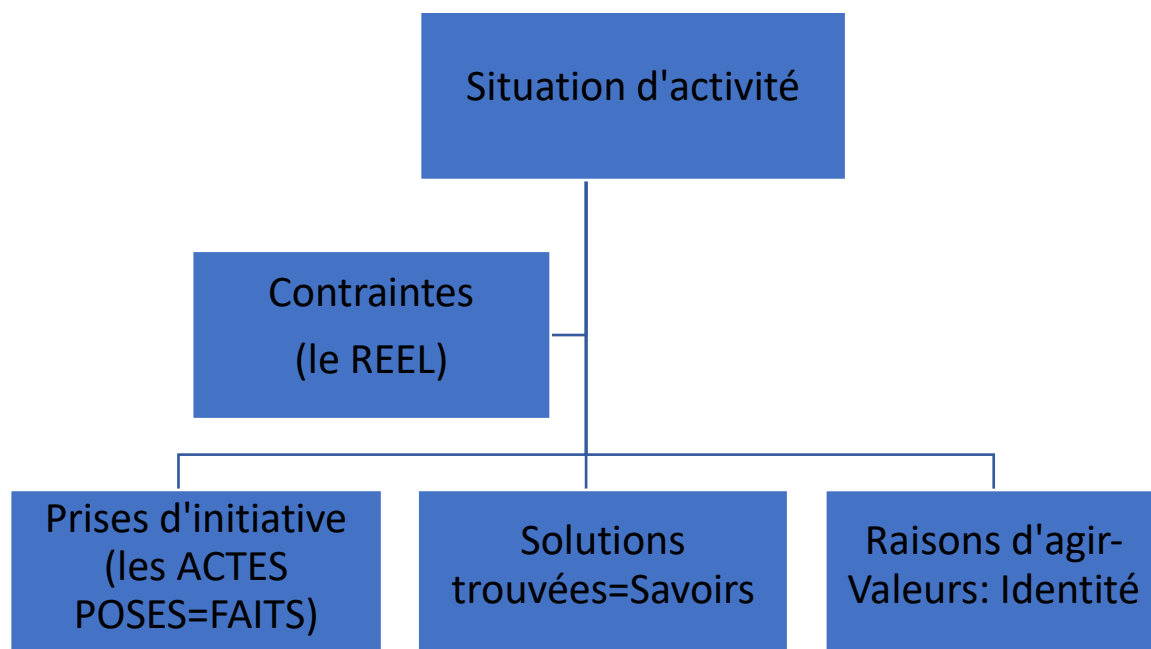 Situation d'activité
Contraintes
(le REEL)
Prises d'initiative
(les ACTES
POSES=FAITS)
Solutions
trouvées=Savoirs
Raisons d'agir-
Valeurs: Identité